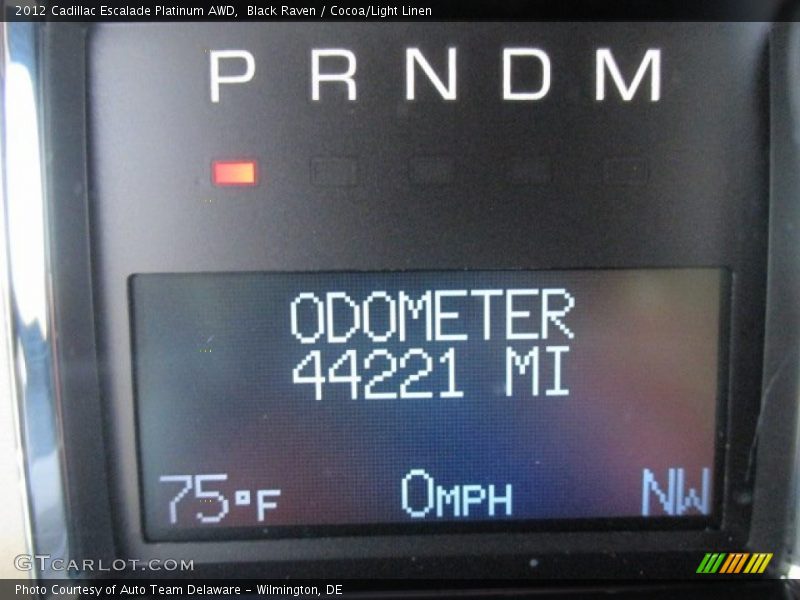 2012 Cadillac Escalade Platinum AWD, Black Raven / Cocoa/Light Linen
P R N D M
ODOMETER
44221 MI
75°F 0MPH NW
GTCARLOT.COM
Photo Courtesy of Auto Team Delaware - Wilmington, DE